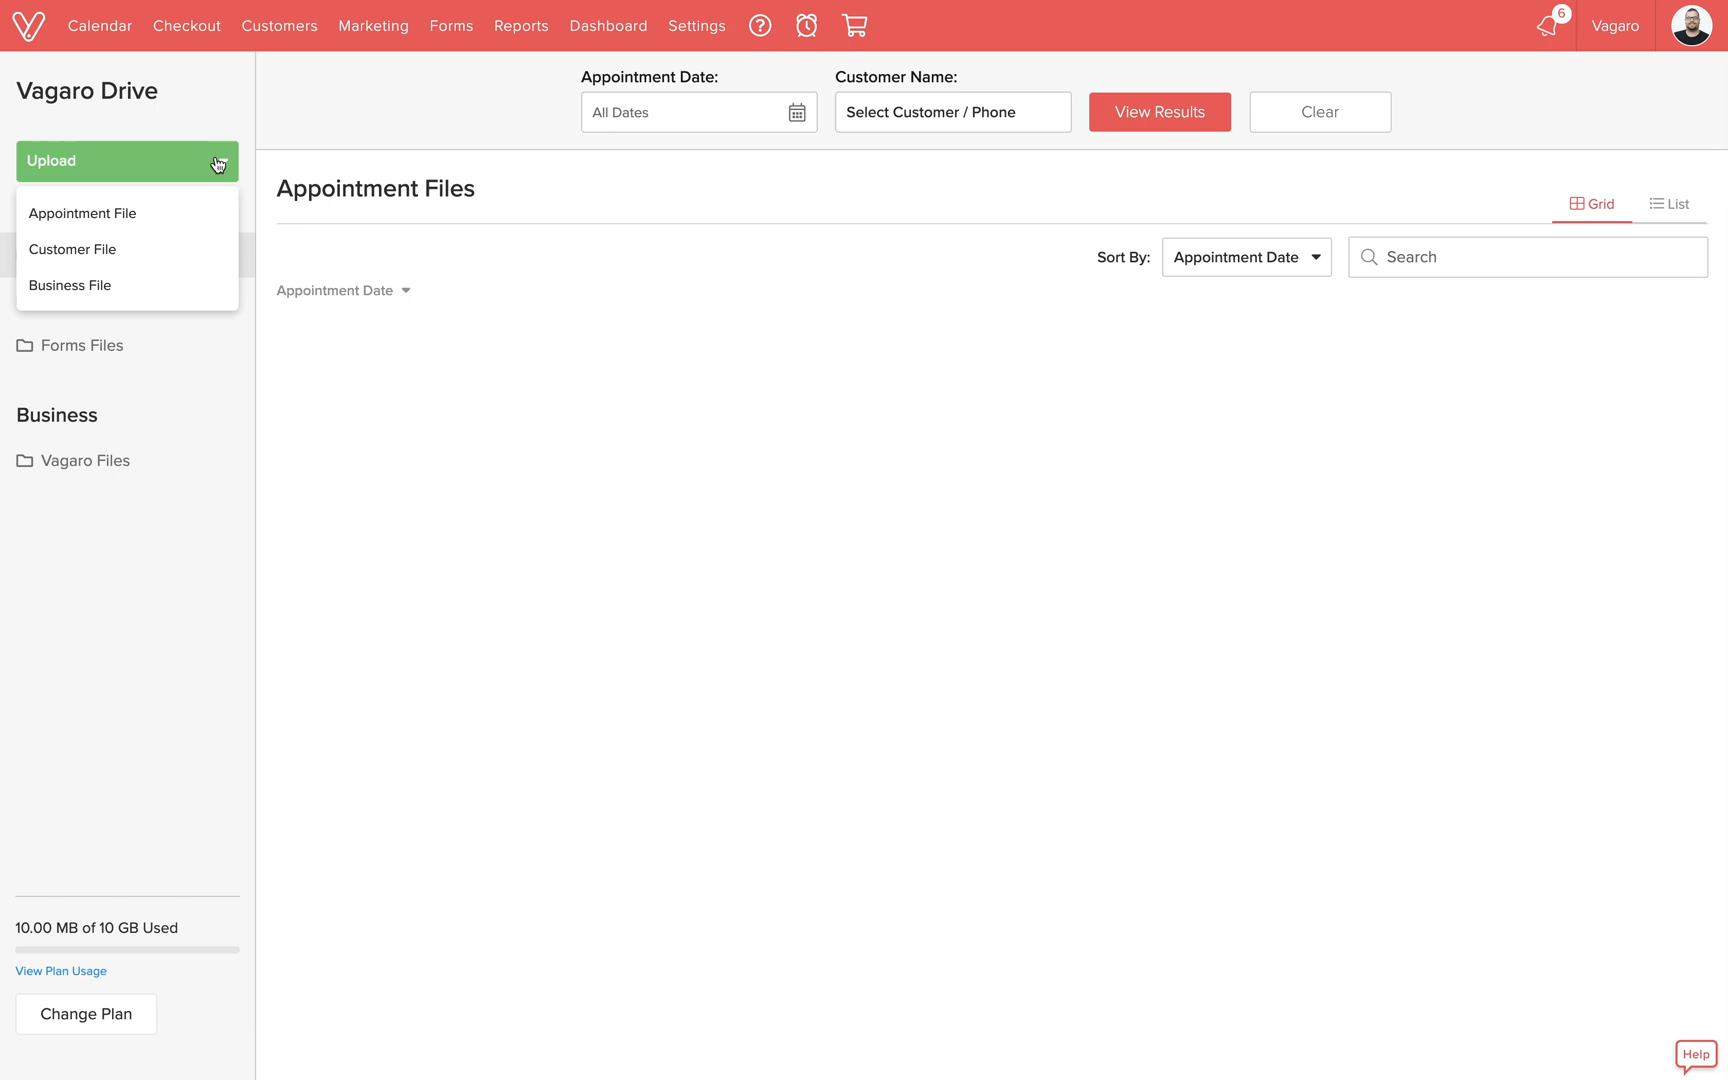 Calendar Checkout Customers Marketing Forms Reports Dashboard Settings ? 6 Vagaro
Vagaro Drive
Upload
Appointment File
Customer File
Business File
Forms Files
Business
Vagaro Files
10.00 MB of 10 GB Used
View Plan Usage
Change Plan
Appointment Date: Customer Name:
All Dates Select Customer / Phone View Results Clear
Appointment Files
Grid List
Sort By: Appointment Date Search
Appointment Date
Help